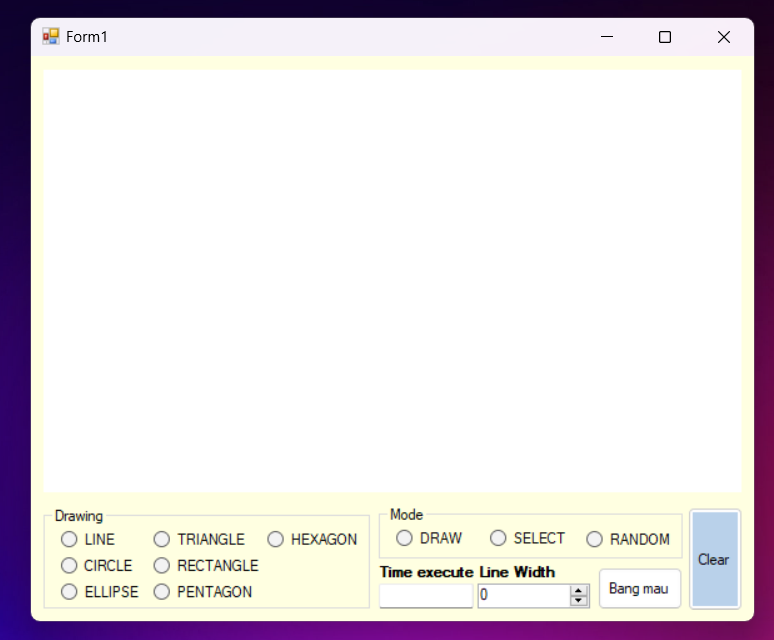 Form1
Drawing
LINE TRIANGLE HEXAGON
CIRCLE RECTANGLE
ELLIPSE PENTAGON
Mode
DRAW SELECT RANDOM
Time execute Line Width
0
Bang mau
Clear